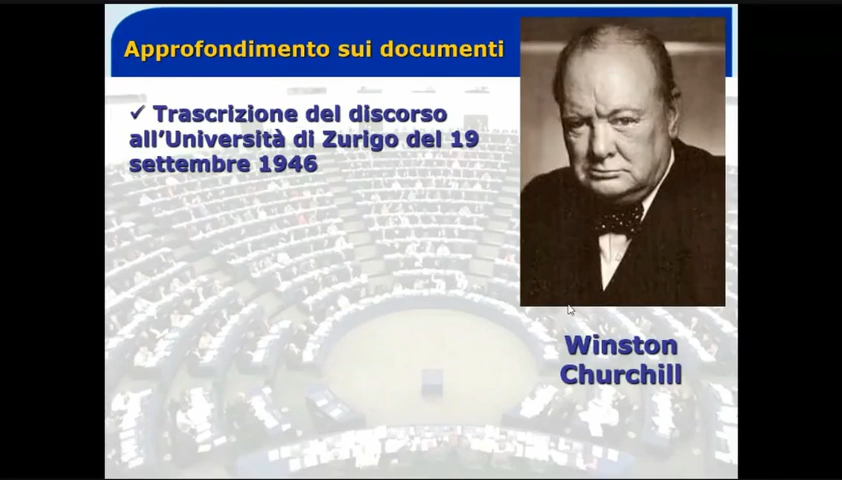 Approfondimento sui documenti
✓ Trascrizione del discorso
all’Università di Zurigo del 19
settembre 1946
Winston
Churchill